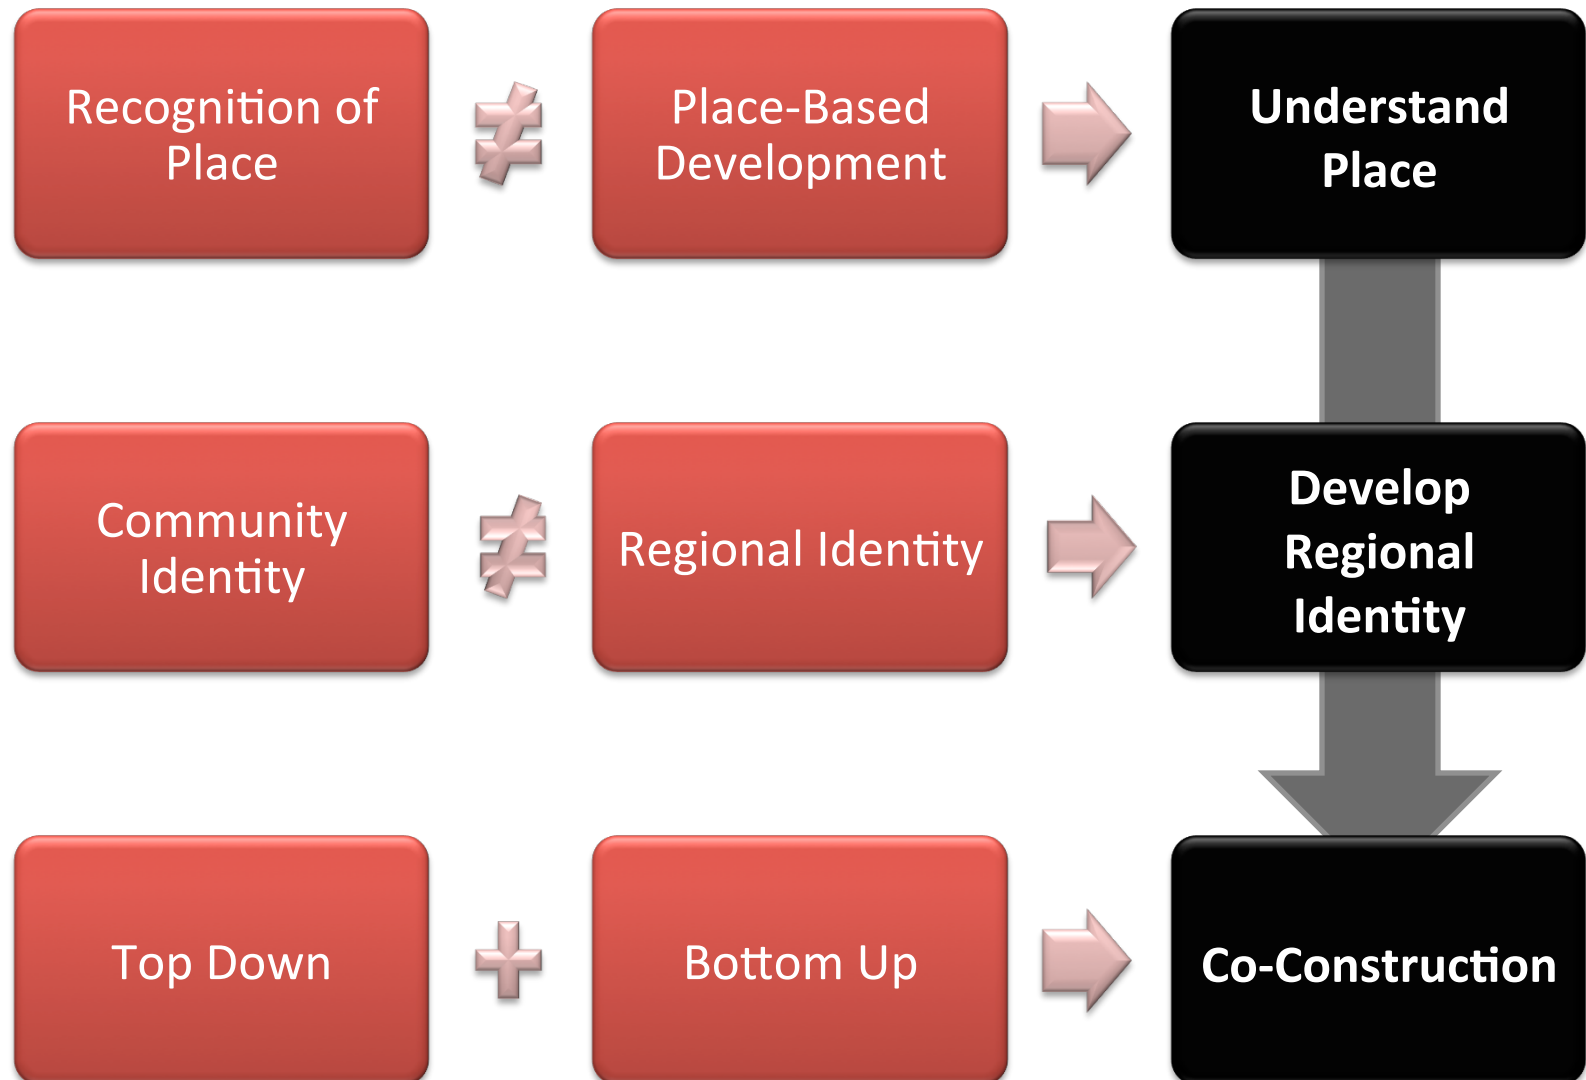 Recognition of
Place
≠
Place-Based
Development
Understand
Place
Community
Identity
≠
Regional Identity
Develop
Regional
Identity
Top Down
+
Bottom Up
Co-Construction